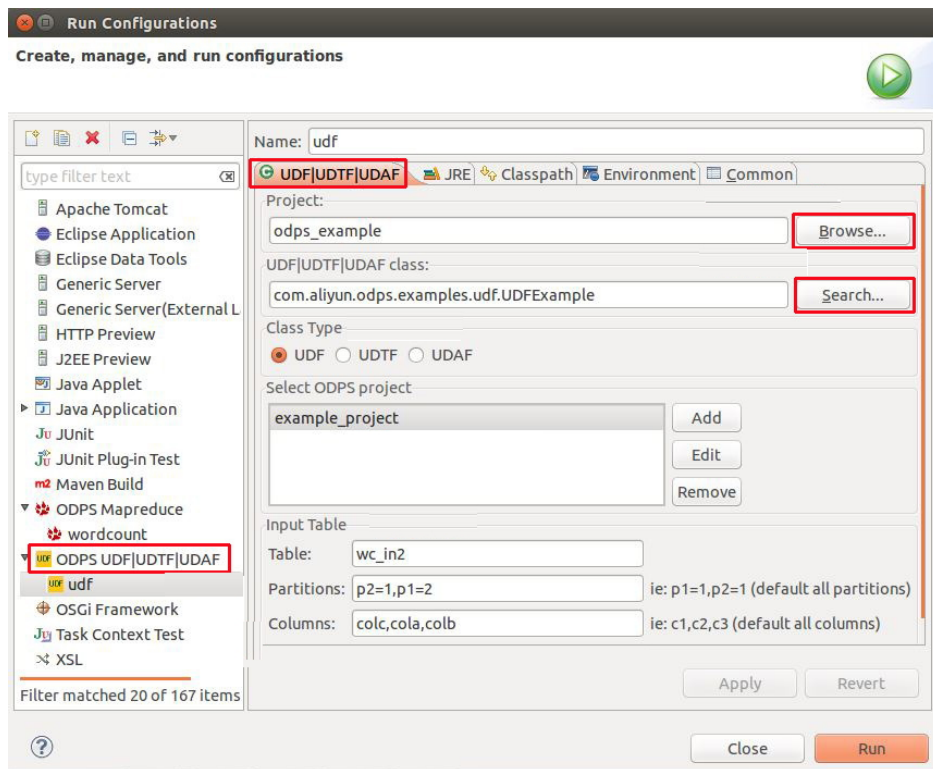 Run Configurations
Create, manage, and run configurations
Name: udf
type filter text
UDF|UDTF|UDAF JRE Classpath Environment Common
Apache Tomcat
Eclipse Application
Eclipse Data Tools
Generic Server
Generic Server(External L
HTTP Preview
J2EE Preview
Java Applet
Java Application
Ju JUnit
JUnit Plug-in Test
m2 Maven Build
ODPS Mapreduce
wordcount
UDF ODPS UDF|UDTF|UDAF
UDF udf
OSGi Framework
Ju Task Context Test
XSL
Filter matched 20 of 167 items
Project:
odps_example Browse...
UDF|UDTF|UDAF class:
com.aliyun.odps.examples.udf.UDFExample Search...
Class Type
UDF UDTF UDAF
Select ODPS project
example_project Add
Edit
Remove
Input Table
Table: wc_in2
Partitions: p2=1,p1=2 ie: p1=1,p2=1 (default all partitions)
Columns: colc,cola,colb ie: c1,c2,c3 (default all columns)
Apply Revert
? Close Run